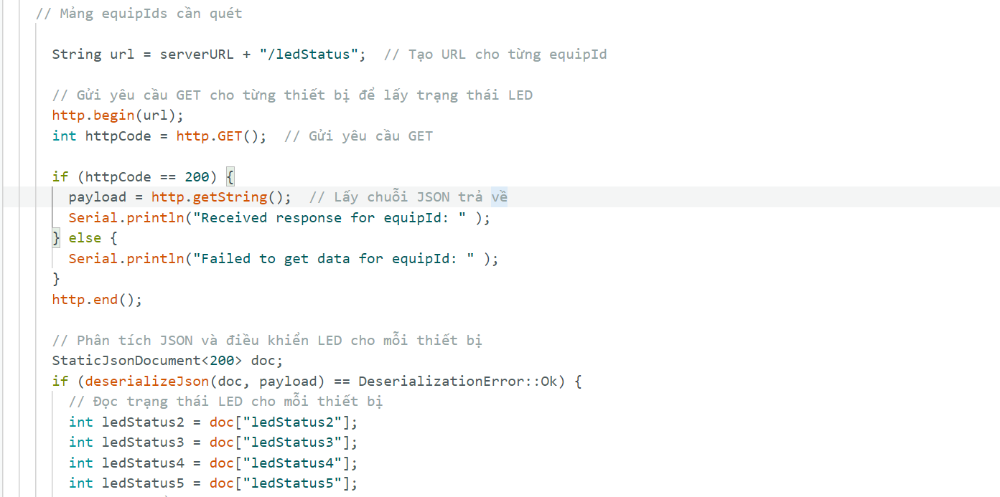 // Mảng equipIds cần quét
String url = serverURL + "/ledStatus";  // Tạo URL cho từng equipId
// Gửi yêu cầu GET cho từng thiết bị để lấy trạng thái LED
http.begin(url);
int httpCode = http.GET();  // Gửi yêu cầu GET
if (httpCode == 200) {
payload = http.getString();  // Lấy chuỗi JSON trả về
Serial.println("Received response for equipId: " );
} else {
Serial.println("Failed to get data for equipId: " );
}
http.end();
// Phân tích JSON và điều khiển LED cho mỗi thiết bị
StaticJsonDocument<200> doc;
if (deserializeJson(doc, payload) == DeserializationError::Ok) {
// Đọc trạng thái LED cho mỗi thiết bị
int ledStatus2 = doc["ledStatus2"];
int ledStatus3 = doc["ledStatus3"];
int ledStatus4 = doc["ledStatus4"];
int ledStatus5 = doc["ledStatus5"];